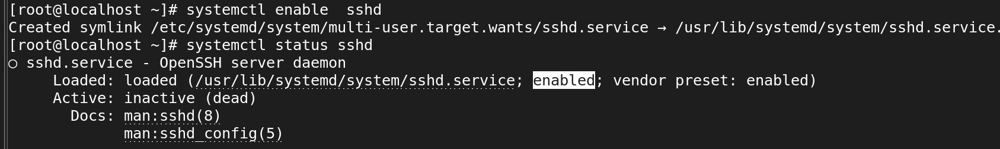 [root@localhost ~]# systemctl enable  sshd
Created symlink /etc/systemd/system/multi-user.target.wants/sshd.service → /usr/lib/systemd/system/sshd.service.
[root@localhost ~]# systemctl status sshd
○ sshd.service - OpenSSH server daemon
     Loaded: loaded (/usr/lib/systemd/system/sshd.service; enabled; vendor preset: enabled)
     Active: inactive (dead)
       Docs: man:sshd(8)
             man:sshd_config(5)